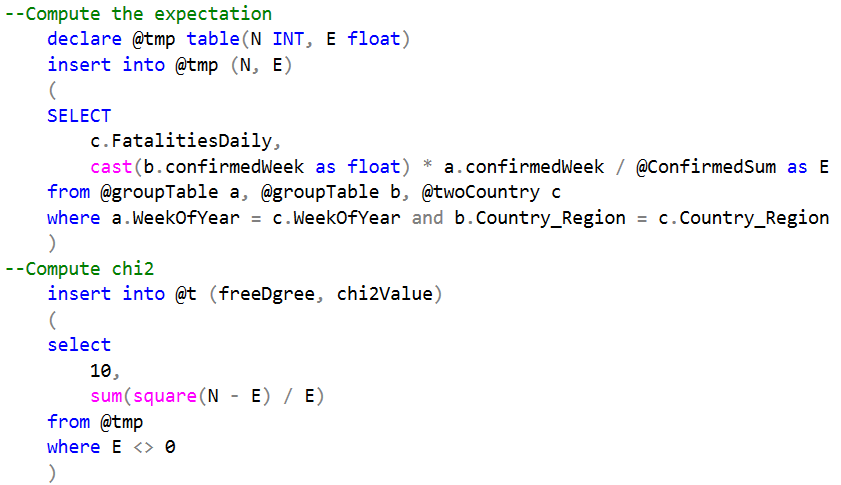 --Compute the expectation
declare @tmp table(N INT, E float)
insert into @tmp (N, E)
(
SELECT
c.FatalitiesDaily,
cast(b.confirmedWeek as float) * a.confirmedWeek / @ConfirmedSum as E
from @groupTable a, @groupTable b, @twoCountry c
where a.WeekOfYear = c.WeekOfYear and b.Country_Region = c.Country_Region
)
--Compute chi2
insert into @t (freeDgree, chi2Value)
(
select
10,
sum(square(N - E) / E)
from @tmp
where E <> 0
)